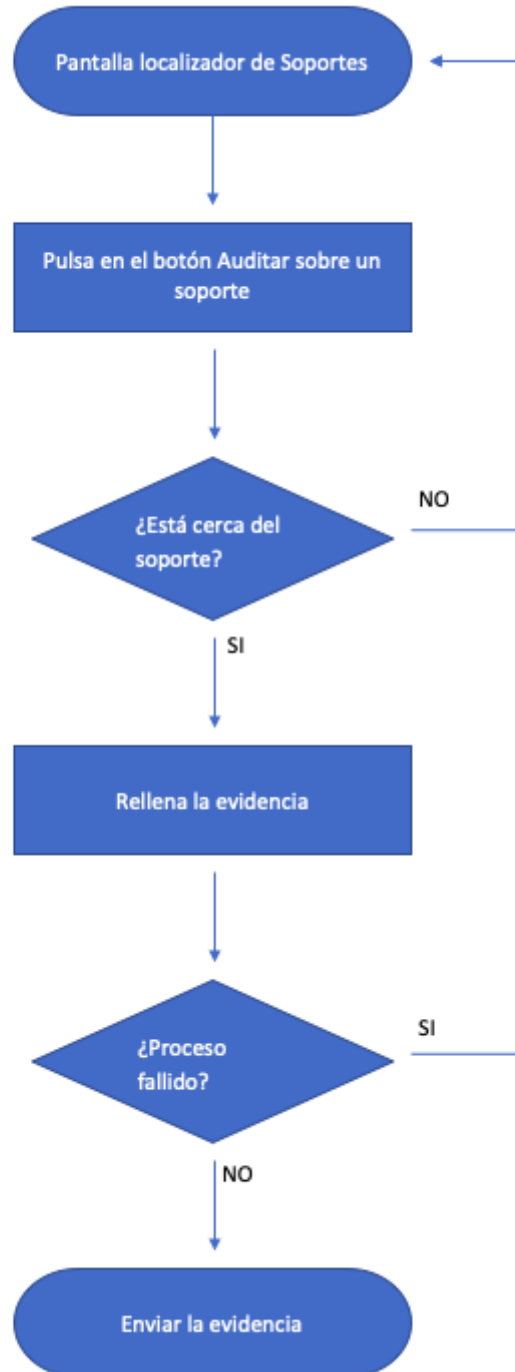 Pantalla localizador de Soportes
Pulsa en el botón Auditar sobre un
soporte
¿Está cerca del
soporte?
NO
SI
Rellena la evidencia
¿Proceso
fallido?
SI
NO
Enviar la evidencia